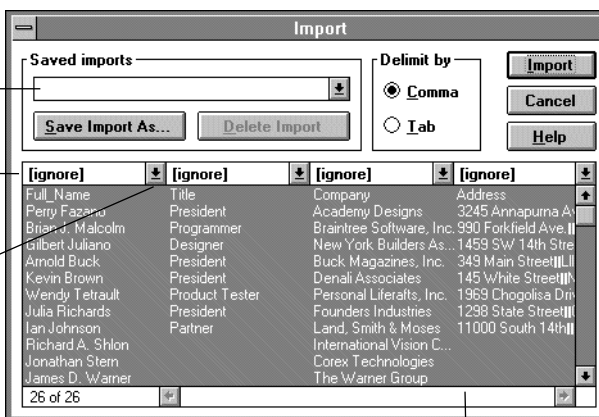 Import
Saved imports
Delimit by
Import
Comma
Cancel
Save Import As... Delete Import
Tab
Help
[ignore] [ignore] [ignore] [ignore]
Full_Name Title Company Address
Perry Fazano President Academy Designs 3245 Annapurna Av
Brian J. Malcolm Programmer Braintree Software, Inc. 990 Forkfield Ave.
Gilbert Juliano Designer New York Builders As... 1459 SW 14th Stre
Arnold Buck President Buck Magazines, Inc. 349 Main Street
Kevin Brown President Denali Associates 145 White Street
Wendy Tetrault Product Tester Personal Liferafts, Inc. 1969 Chogolisa Driv
Julia Richards President Founders Industries 1298 State Street
Ian Johnson Partner Land, Smith & Moses 11000 South 14th
Richard A. Shlon International Vision C...
Jonathan Stern Corex Technologies
James D. Warner The Warner Group
26 of 26